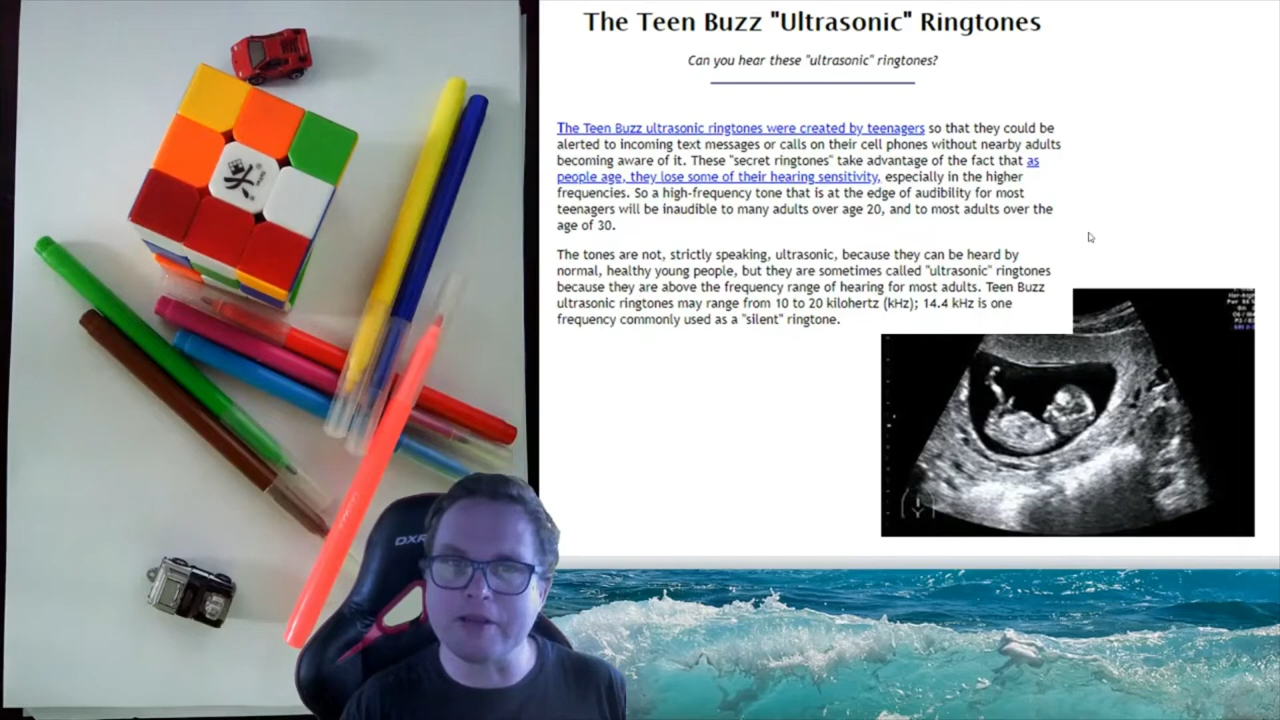 The Teen Buzz "Ultrasonic" Ringtones
Can you hear these "ultrasonic" ringtones?
The Teen Buzz ultrasonic ringtones were created by teenagers so that they could be
alerted to incoming text messages or calls on their cell phones without nearby adults
becoming aware of it. These "secret ringtones" take advantage of the fact that as
people age, they lose some of their hearing sensitivity, especially in the higher
frequencies. So a high-frequency tone that is at the edge of audibility for most
teenagers will be inaudible to many adults over age 20, and to most adults over the
age of 30.
The tones are not, strictly speaking, ultrasonic, because they can be heard by
normal, healthy young people, but they are sometimes called "ultrasonic" ringtones
because they are above the frequency range of hearing for most adults. Teen Buzz
ultrasonic ringtones may range from 10 to 20 kilohertz (kHz); 14.4 kHz is one
frequency commonly used as a "silent" ringtone.
DXR